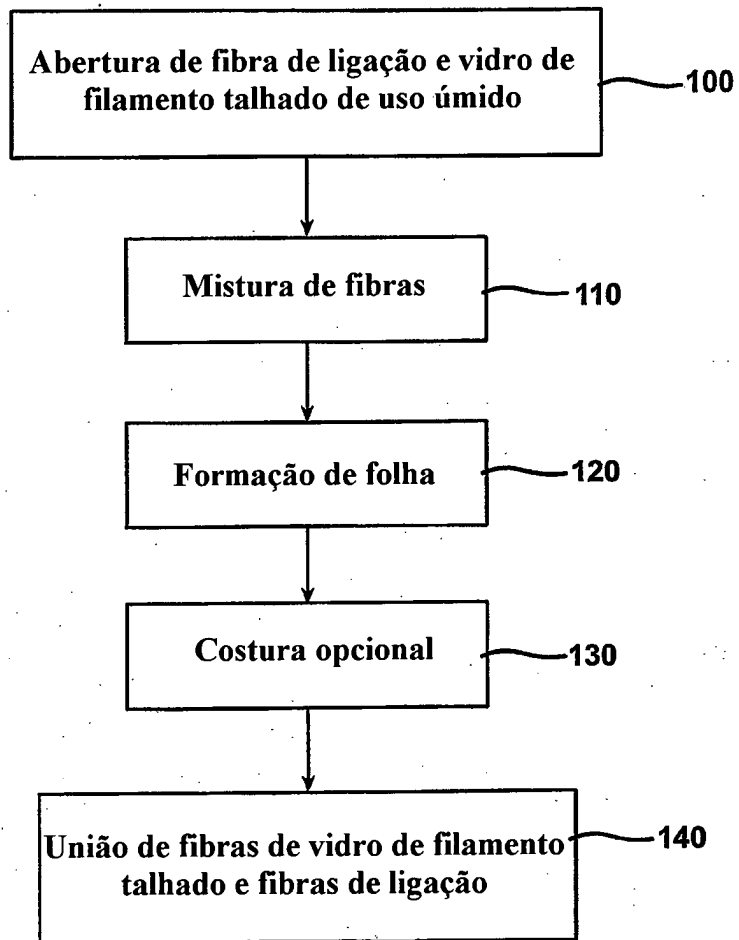 Abertura de fibra de ligação e vidro de
filamento talhado de uso úmido
100
Mistura de fibras
110
Formação de folha
120
Costura opcional
130
União de fibras de vidro de filamento
talhado e fibras de ligação
140